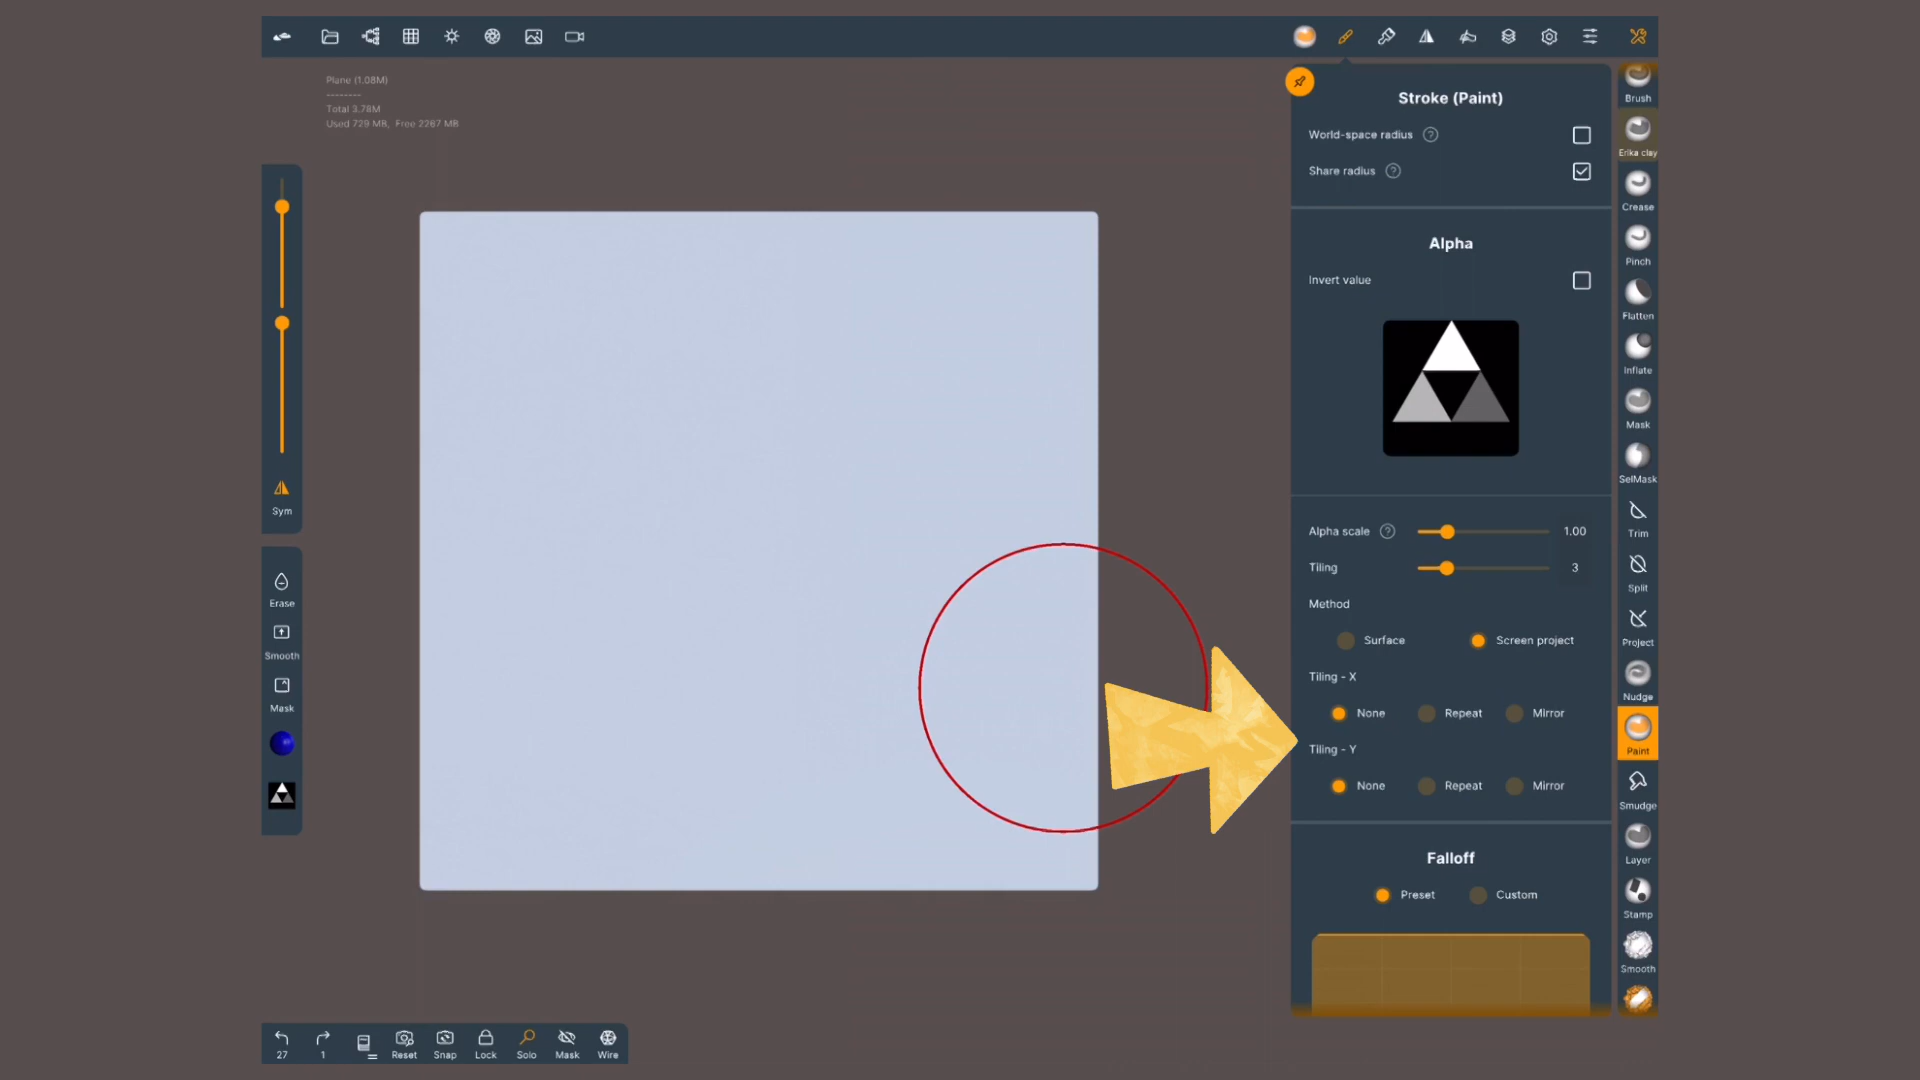 Plane (1.08M)
--------
Total 3.78M
Used 729 MB, Free 2267 MB
Sym
Erase
Smooth
Mask
27
1
Reset
Snap
Lock
Solo
Mask
Wire
Stroke (Paint)
World-space radius ?
Share radius ?
Alpha
Invert value
Alpha scale ? 1.00
Tiling 3
Method
Surface Screen project
Tiling - X
None Repeat Mirror
Tiling - Y
None Repeat Mirror
Falloff
Preset Custom
Brush
Erika clay
Crease
Pinch
Flatten
Inflate
Mask
SelMask
Trim
Split
Project
Nudge
Paint
Smudge
Layer
Stamp
Smooth